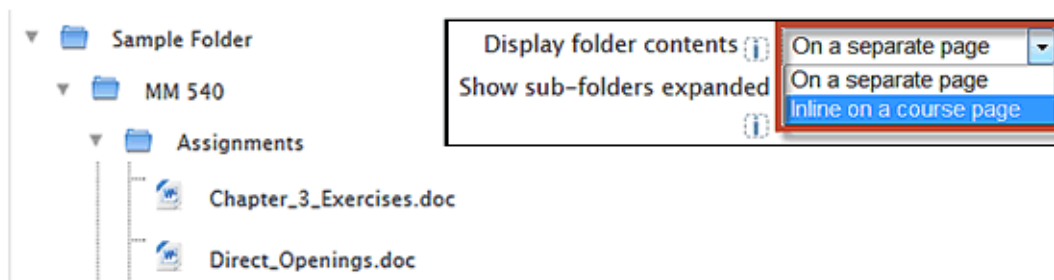 Sample Folder
MM 540
Assignments
Chapter_3_Exercises.doc
Direct_Openings.doc
Display folder contents On a separate page
On a separate page
Show sub-folders expanded
Inline on a course page